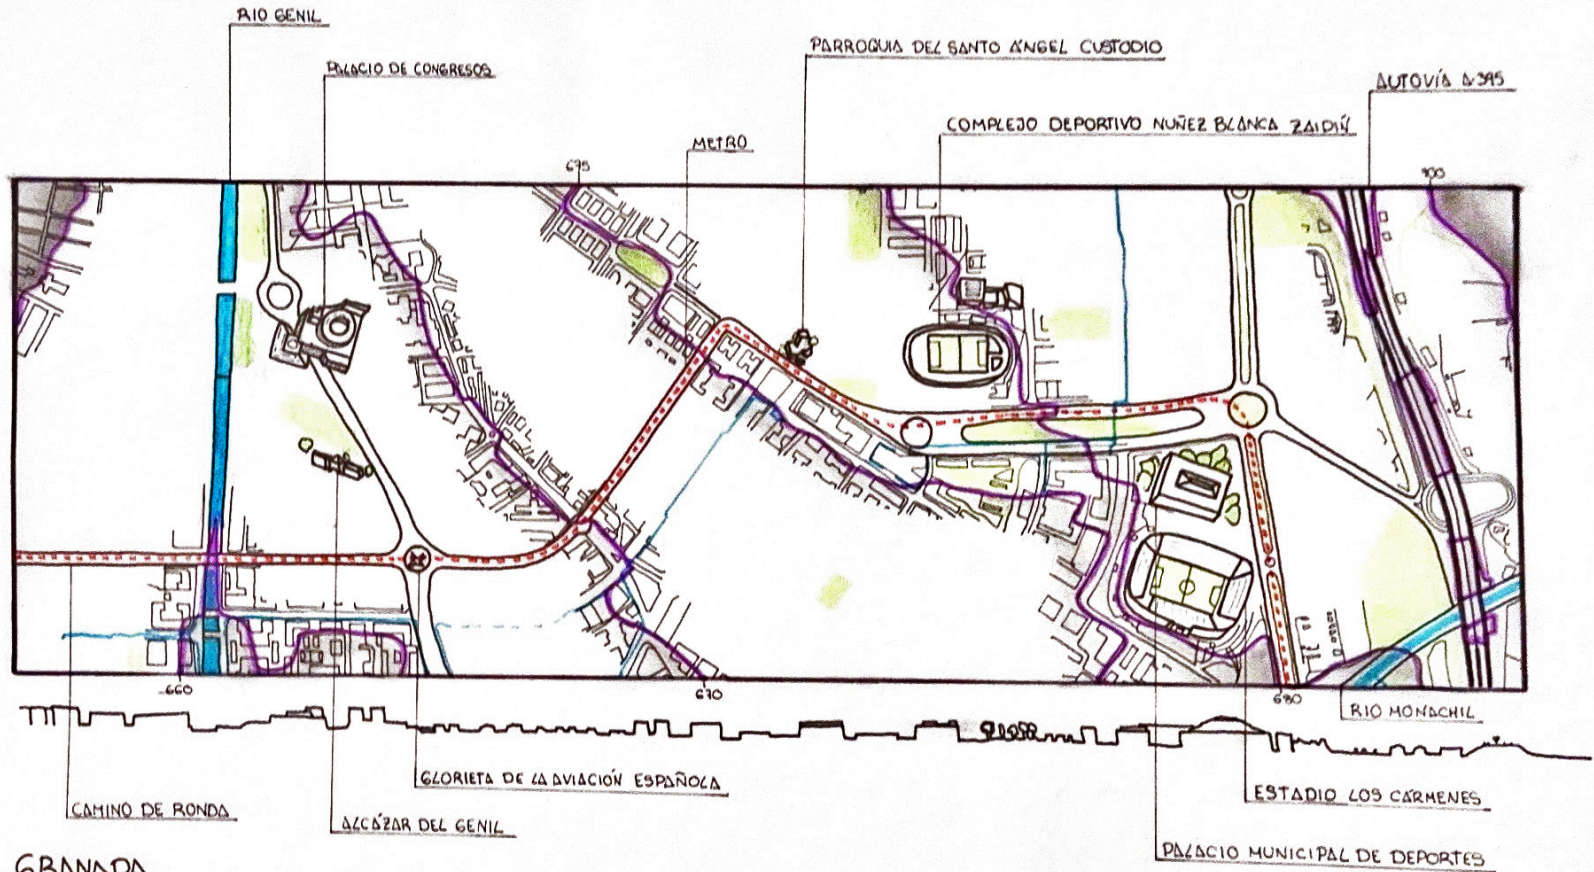 RIO GENIL
PALACIO DE CONGRESOS
PARROQUIA DEL SANTO ÁNGEL CUSTODIO
AUTOVÍA A-395
COMPLEJO DEPORTIVO NUÑEZ BLANCA ZAIDÍN
METRO
675
700
660
670
680
RIO MONACHIL
GLORIETA DE LA AVIACIÓN ESPAÑOLA
ESTADIO LOS CÁRMENES
CAMINO DE RONDA
ALCÁZAR DEL GENIL
PALACIO MUNICIPAL DE DEPORTES
GRANADA